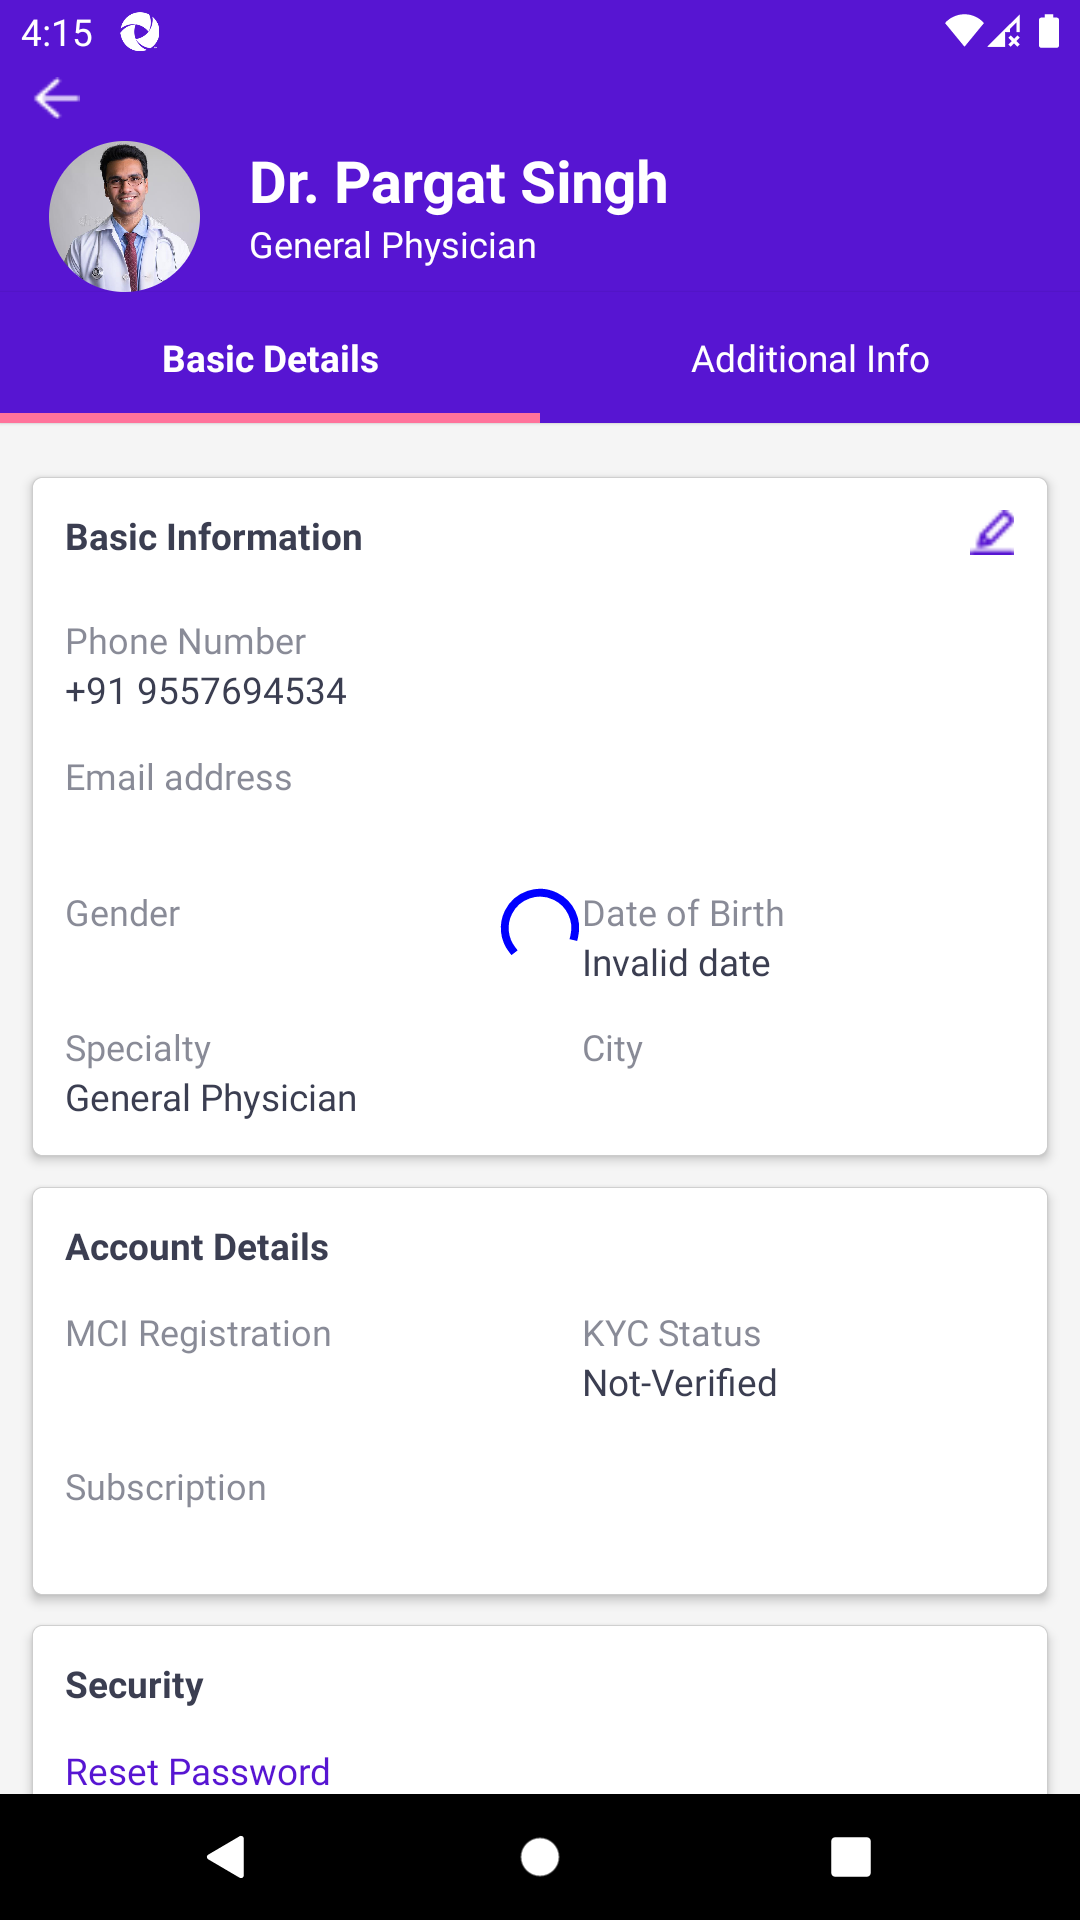 4:15
Dr. Pargat Singh
General Physician
Basic Details
Additional Info
Basic Information
Phone Number
+91 9557694534
Email address
Gender
Date of Birth
Invalid date
Specialty
City
General Physician
Account Details
MCI Registration
KYC Status
Not-Verified
Subscription
Security
Reset Password